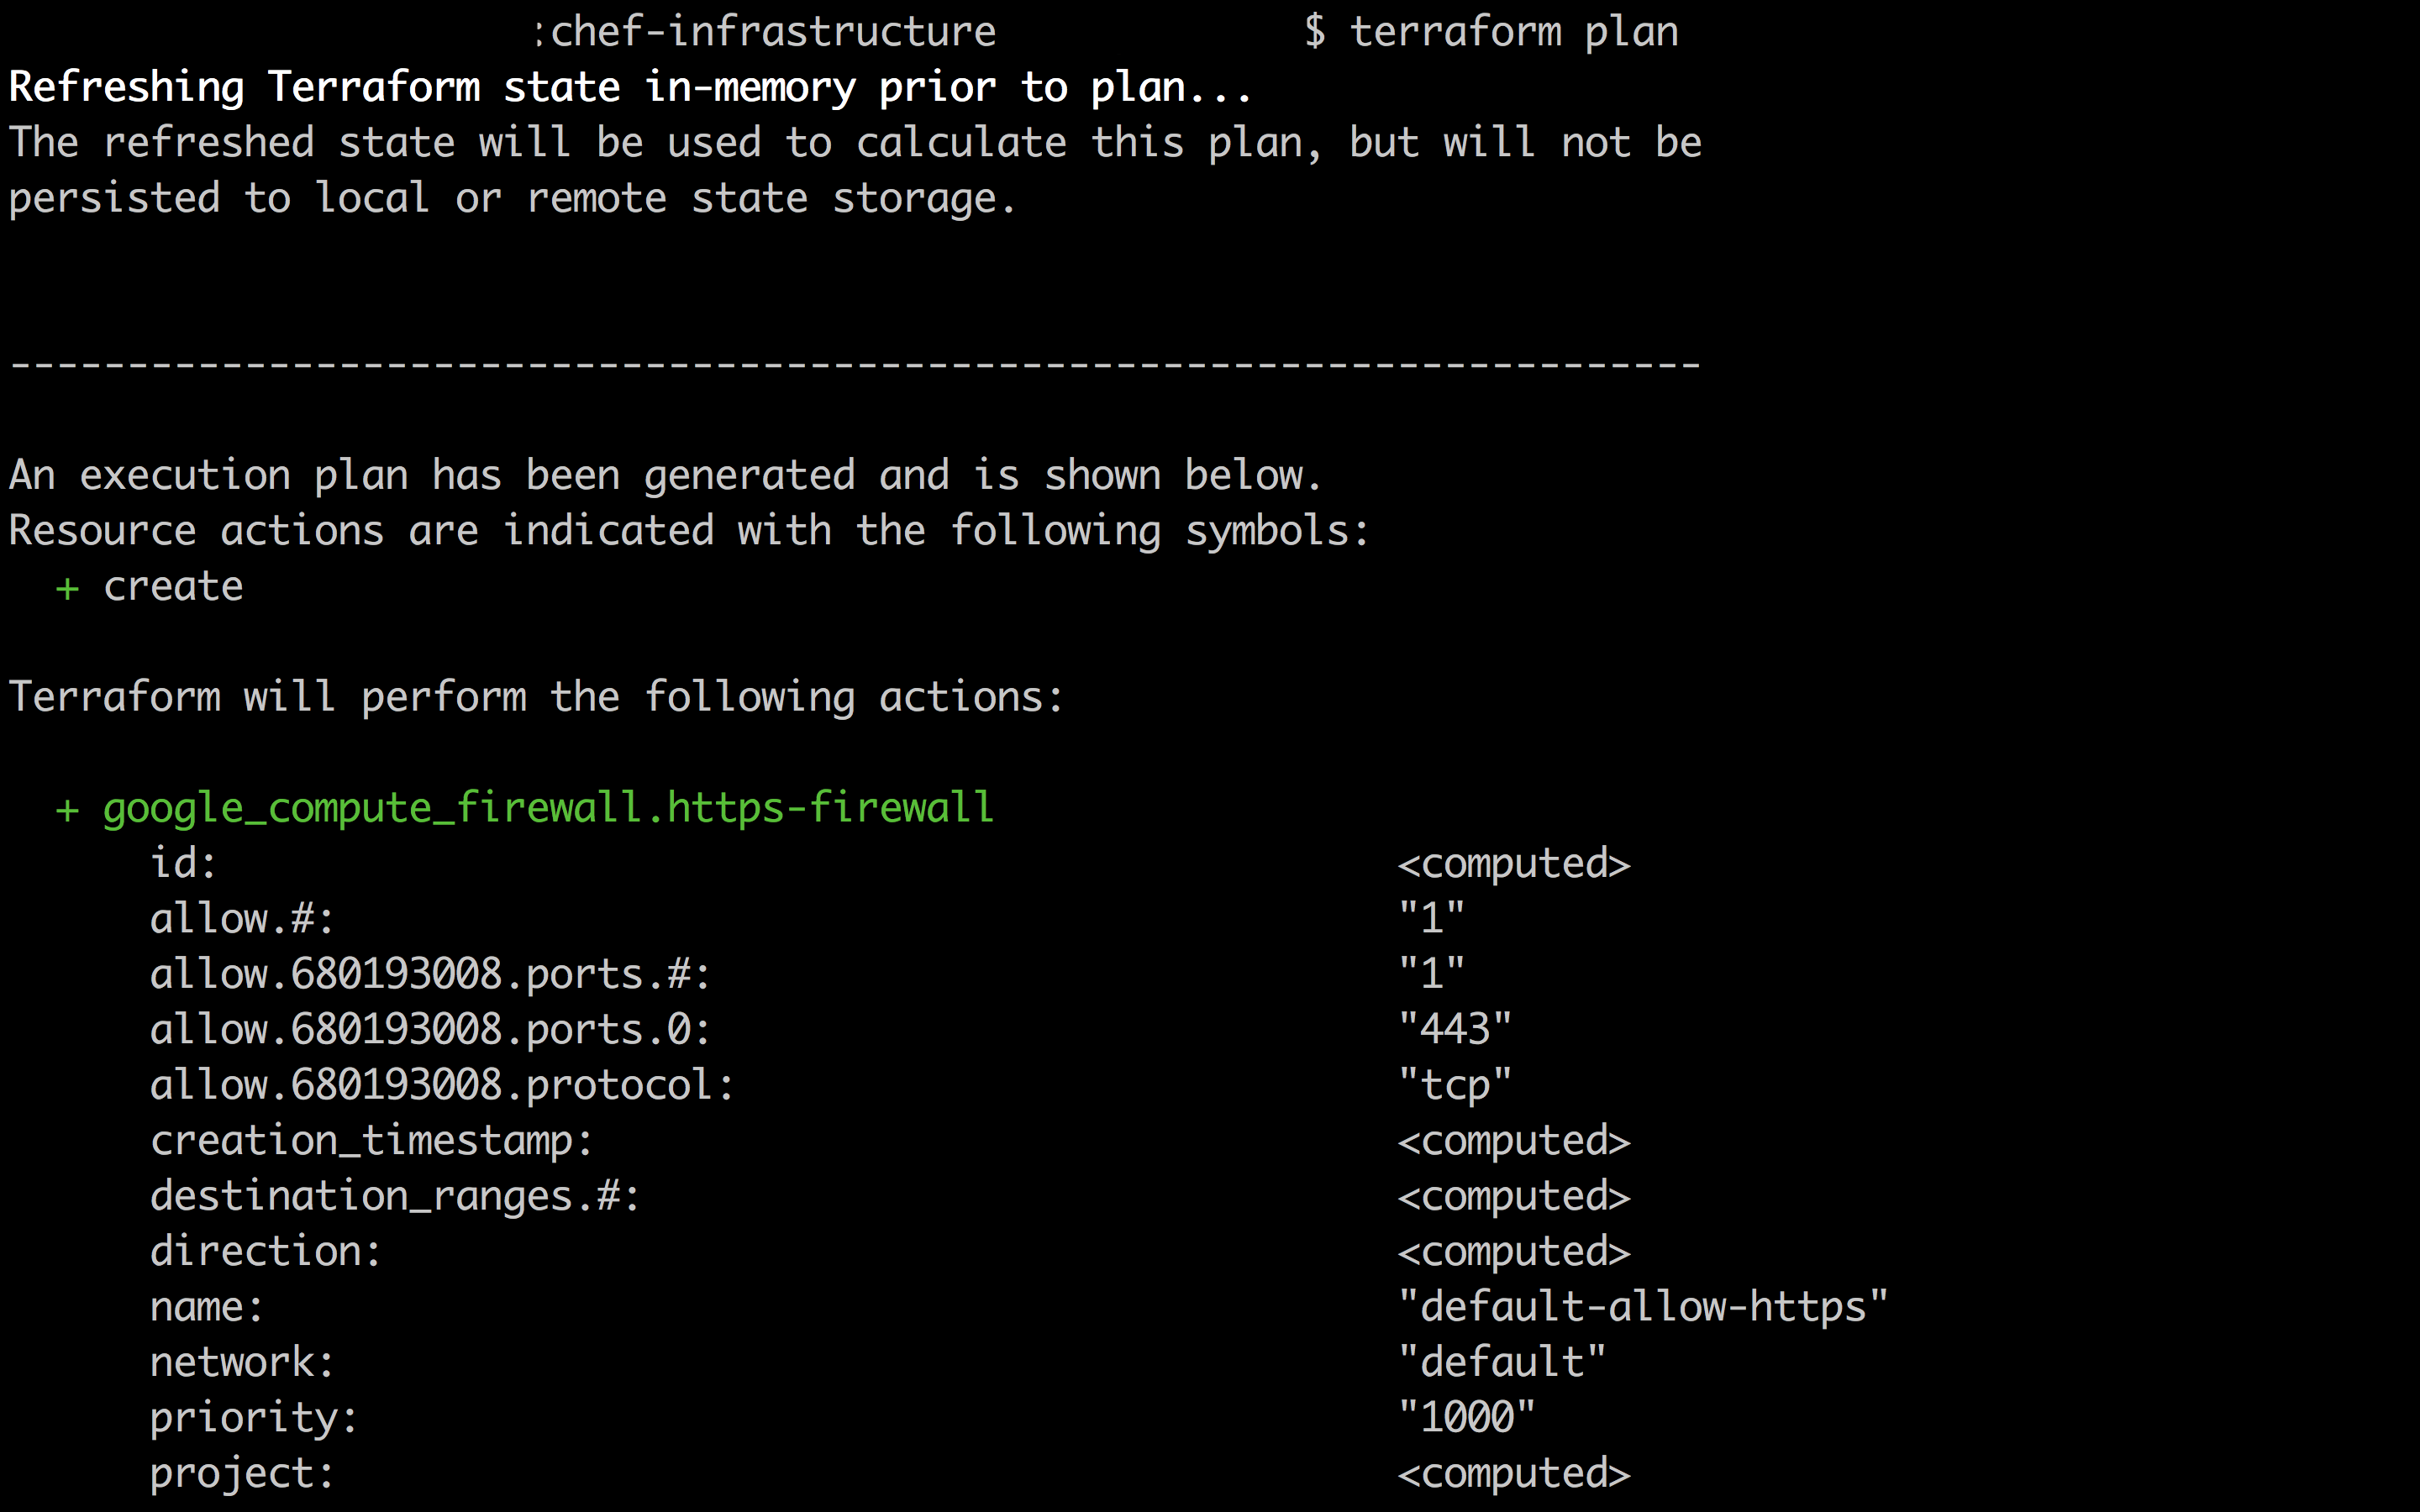 :chef-infrastructure $ terraform plan
Refreshing Terraform state in-memory prior to plan...
The refreshed state will be used to calculate this plan, but will not be
persisted to local or remote state storage.
------------------------------------------------------------------------
An execution plan has been generated and is shown below.
Resource actions are indicated with the following symbols:
+ create
Terraform will perform the following actions:
+ google_compute_firewall.https-firewall
id: <computed>
allow.#: "1"
allow.680193008.ports.#: "1"
allow.680193008.ports.0: "443"
allow.680193008.protocol: "tcp"
creation_timestamp: <computed>
destination_ranges.#: <computed>
direction: <computed>
name: "default-allow-https"
network: "default"
priority: "1000"
project: <computed>